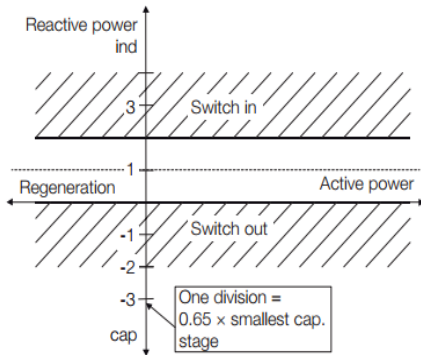 Reactive power
ind
3
Switch in
1
Regeneration
Active power
Switch out
-1
-2
-3
One division =
0.65 × smallest cap.
stage
cap